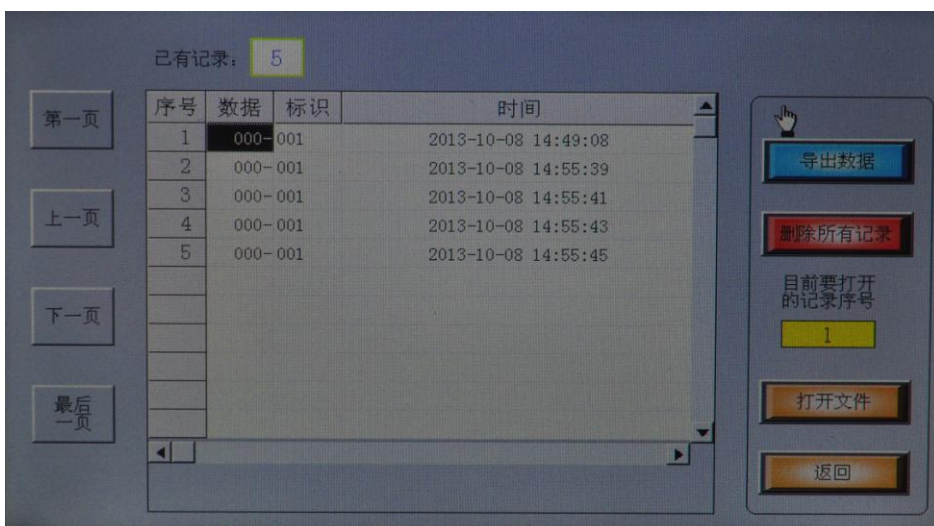 已有记录： 5
序号 数据 标识 时间
1 000- 001 2013-10-08 14:49:08
2 000- 001 2013-10-08 14:55:39
3 000- 001 2013-10-08 14:55:41
4 000- 001 2013-10-08 14:55:43
5 000- 001 2013-10-08 14:55:45
第一页
上一页
下一页
最后
一页
导出数据
删除所有记录
目前要打开
的记录序号
1
打开文件
返回